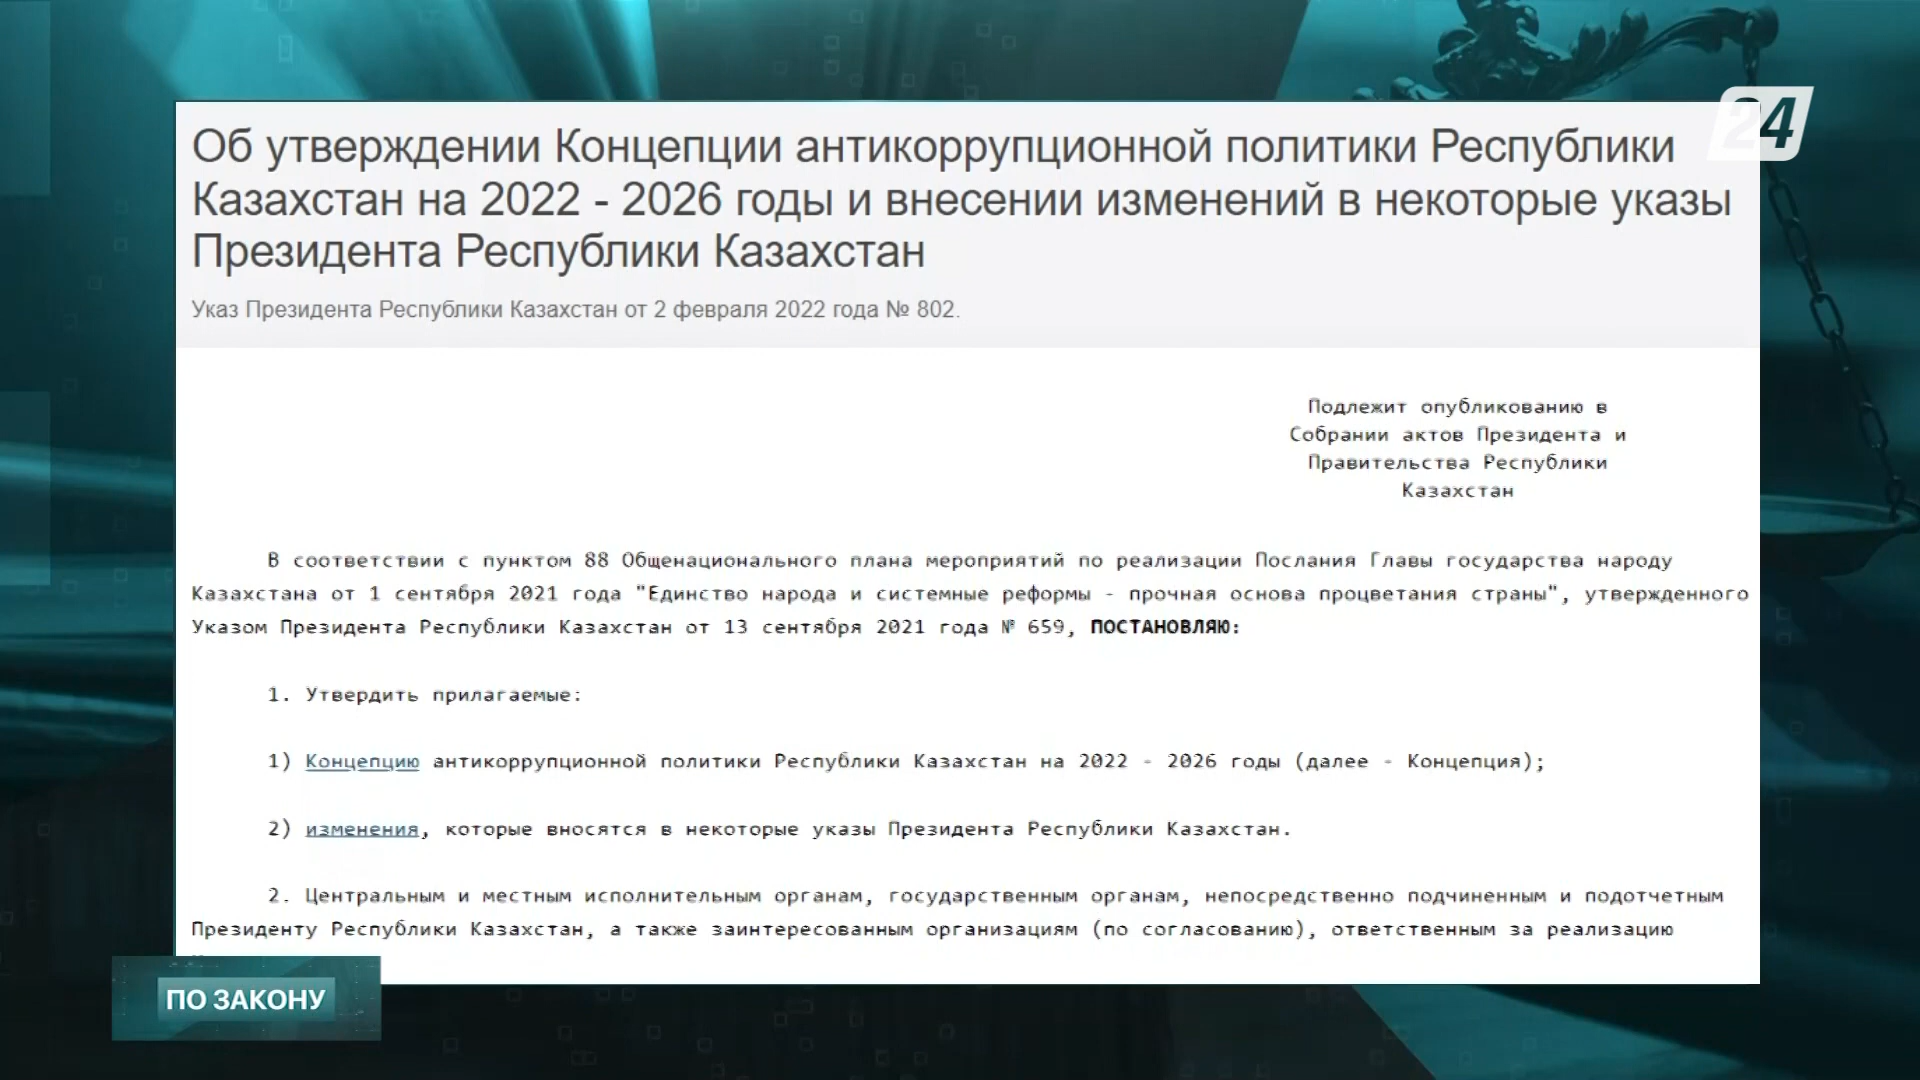 24
Об утверждении Концепции антикоррупционной политики Республики
Казахстан на 2022 - 2026 годы и внесении изменений в некоторые указы
Президента Республики Казахстан
Указ Президента Республики Казахстан от 2 февраля 2022 года № 802.
Подлежит опубликованию в
Собрании актов Президента и
Правительства Республики
Казахстан
В соответствии с пунктом 88 Общенационального плана мероприятий по реализации Послания Главы государства народу
Казахстана от 1 сентября 2021 года "Единство народа и системные реформы - прочная основа процветания страны", утвержденного
Указом Президента Республики Казахстан от 13 сентября 2021 года № 659, ПОСТАНОВЛЯЮ:
1. Утвердить прилагаемые:
1) Концепцию антикоррупционной политики Республики Казахстан на 2022 - 2026 годы (далее - Концепция);
2) изменения, которые вносятся в некоторые указы Президента Республики Казахстан.
2. Центральным и местным исполнительным органам, государственным органам, непосредственно подчиненным и подотчетным
Президенту Республики Казахстан, а также заинтересованным организациям (по согласованию), ответственным за реализацию
ПО ЗАКОНУ